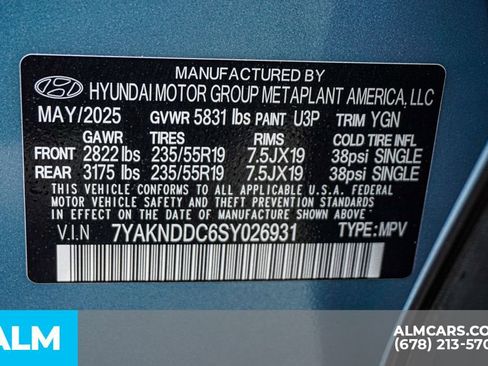 MANUFACTURED BY
HYUNDAI MOTOR GROUP METAPLANT AMERICA, LLC
MAY/2025 GVWR 5831 lbs PAINT U3P TRIM YGN
GAWR TIRES RIMS COLD TIRE INFL
FRONT 2822 lbs 235/55R19 7.5JX19 38psi SINGLE
REAR 3175 lbs 235/55R19 7.5JX19 38psi SINGLE
THIS VEHICLE CONFORMS TO ALL APPLICABLE U.S.A. FEDERAL
MOTOR VEHICLE SAFETY, BUMPER, AND THEFT PREVENTION
STANDARDS IN EFFECT ON THE DATE OF MANUFACTURE SHOWN ABOVE.
V.I.N 7YAKNDDC6SY026931 TYPE: MPV
ALM
ALMCARS.COM
(678) 213-570